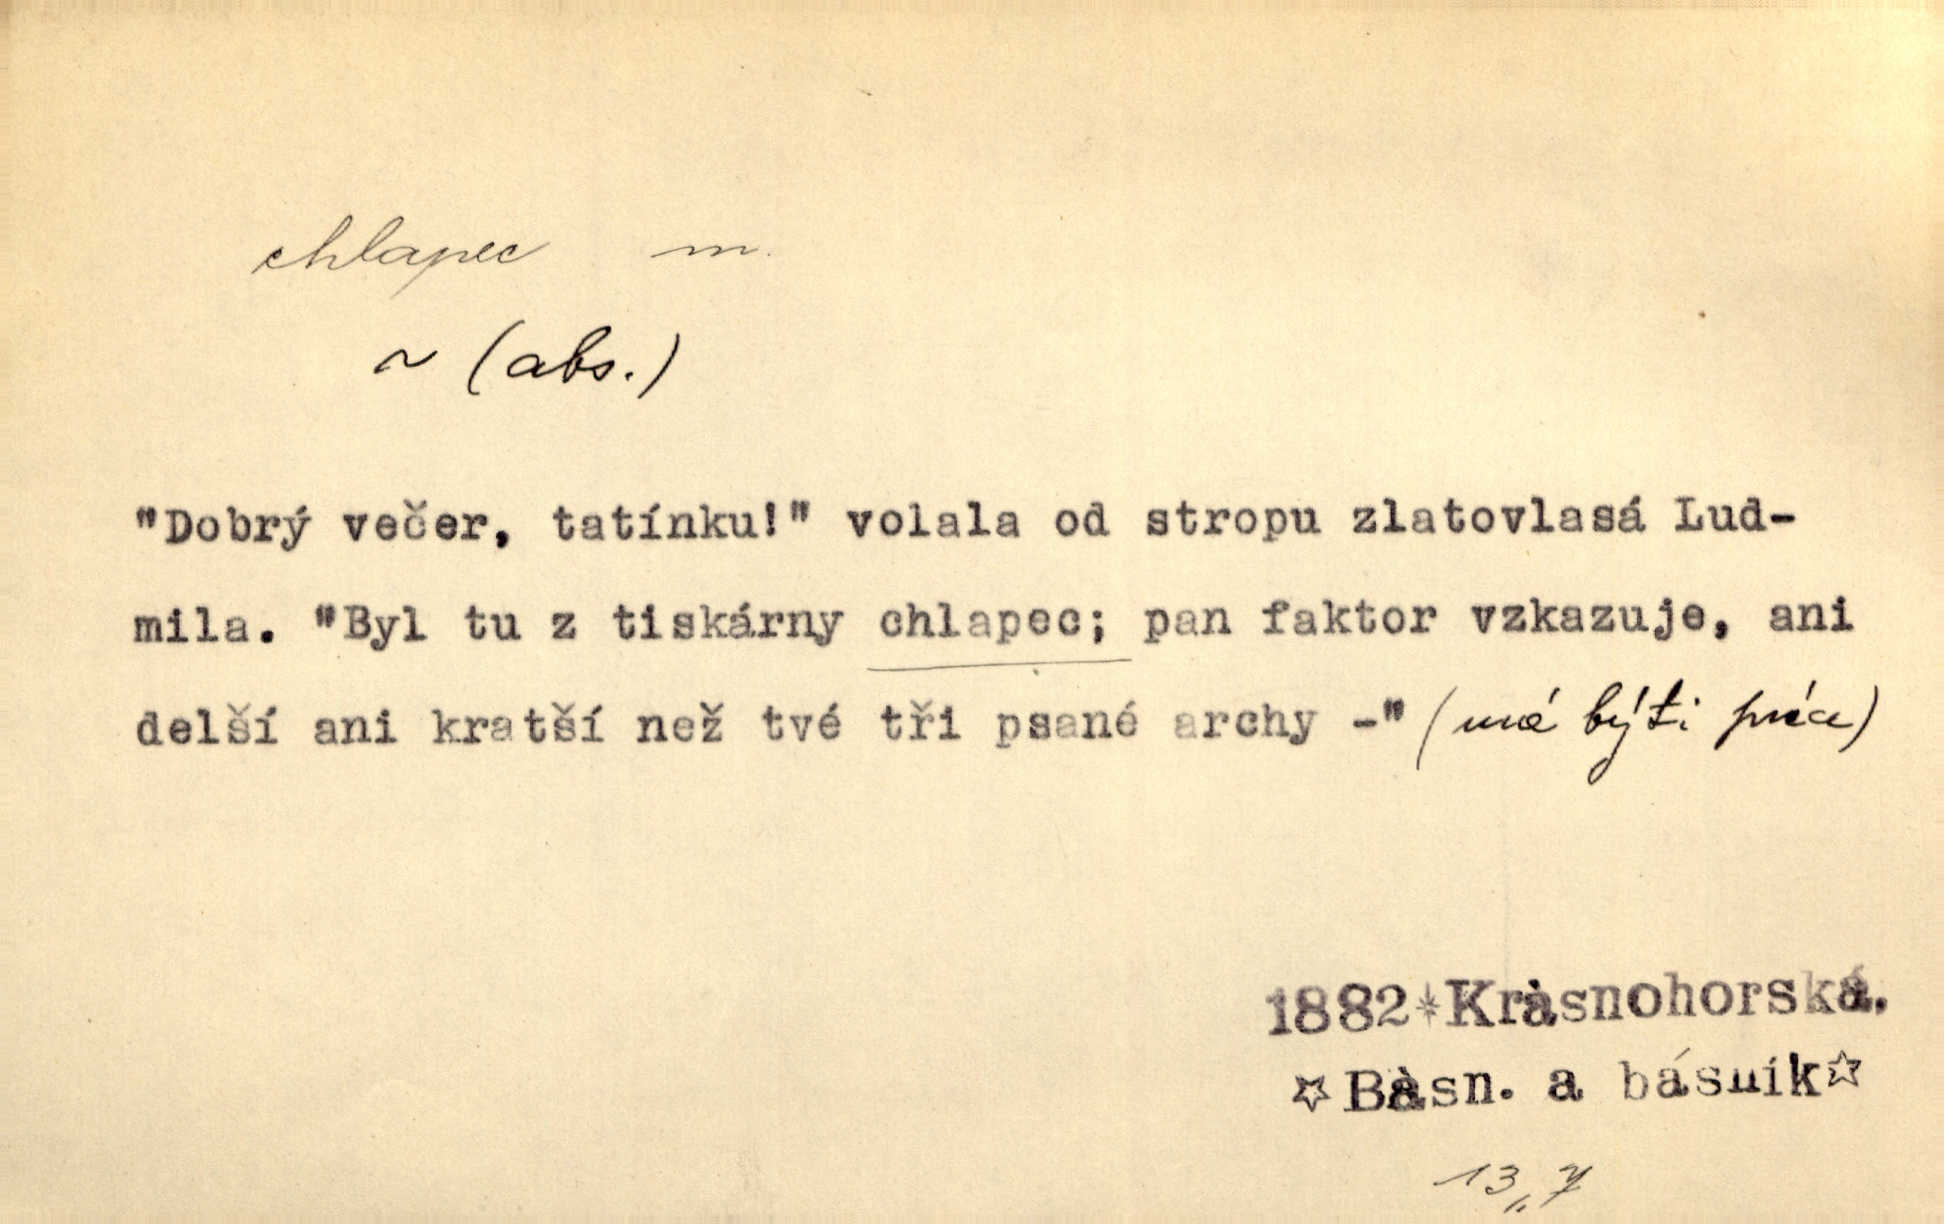 chlapec m.
~ (abs.)
"Dobrý večer, tatínku!" volala od stropu zlatovlasá Lud-
mila. "Byl tu z tiskárny chlapec; pan faktor vzkazuje, ani
delší ani kratší než tvé tři psané archy -" (má býti práce)
1882*Krásnohorská.
☆Básn. a básník☆
13„7